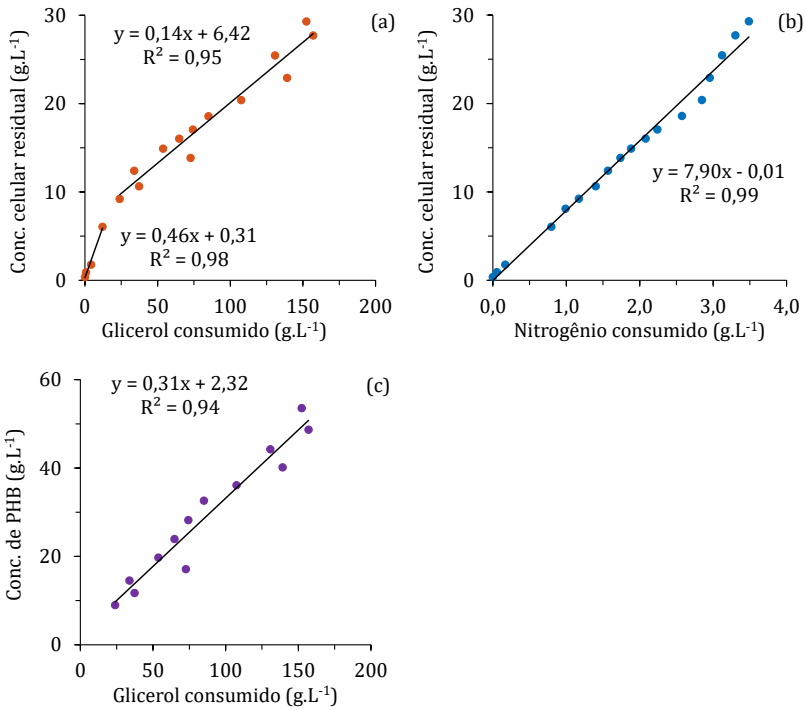 (a)
y = 0,14x + 6,42
R² = 0,95
Conc. celular residual (g.L⁻¹)
30
20
10
0
y = 0,46x + 0,31
R² = 0,98
0 50 100 150 200
Glicerol consumido (g.L⁻¹)
(b)
Conc. celular residual (g.L⁻¹)
30
20
10
0
y = 7,90x - 0,01
R² = 0,99
0,0 1,0 2,0 3,0 4,0
Nitrogênio consumido (g.L⁻¹)
(c)
y = 0,31x + 2,32
R² = 0,94
Conc. de PHB (g.L⁻¹)
60
40
20
0
0 50 100 150 200
Glicerol consumido (g.L⁻¹)